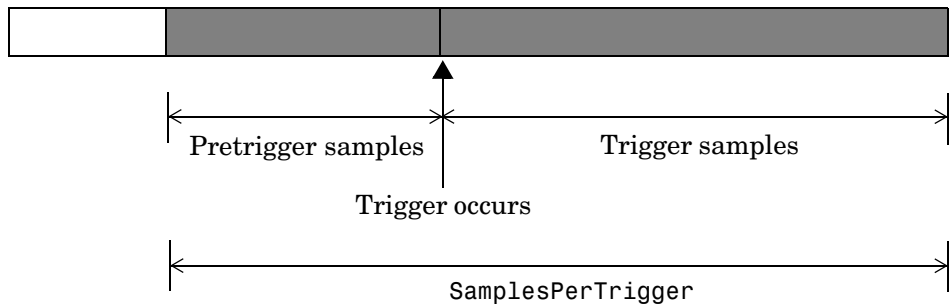 Pretrigger samples
Trigger samples
Trigger occurs
SamplesPerTrigger